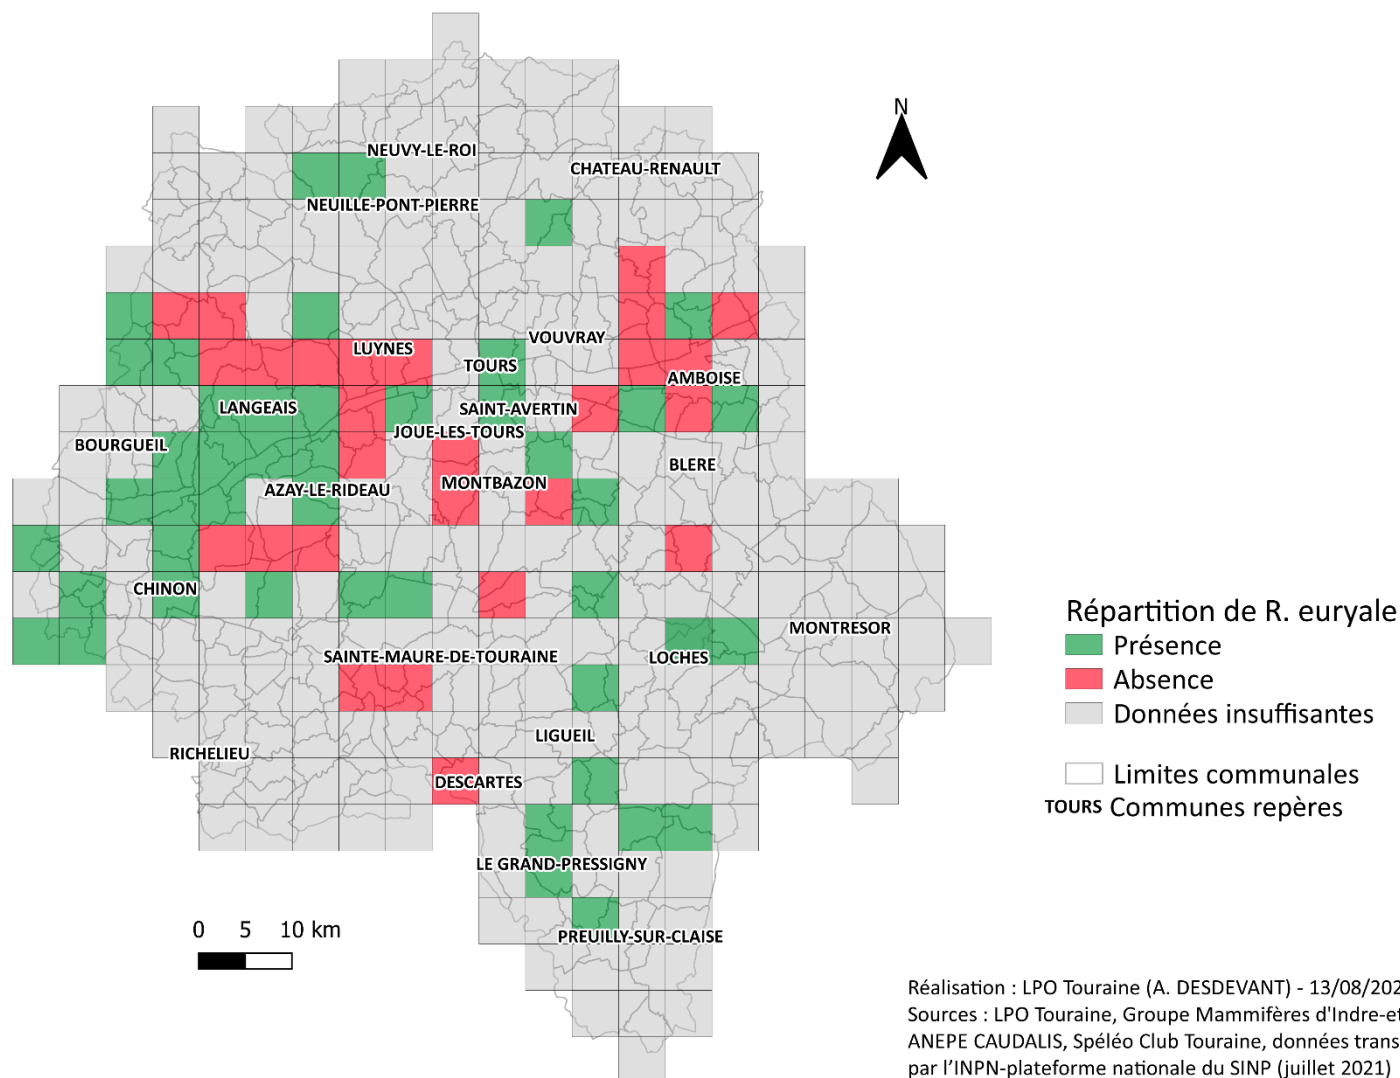 N
NEUVY-LE-ROI
CHATEAU-RENAULT
NEUILLE-PONT-PIERRE
VOUVRAY
LUYNES
TOURS
AMBOISE
LANGEAIS
SAINT-AVERTIN
JOUE-LES-TOURS
BOURGUEIL
BLERE
MONTBAZON
AZAY-LE-RIDEAU
CHINON
MONTRESOR
SAINTE-MAURE-DE-TOURAINE
LOCHES
LIGUEIL
RICHELIEU
DESCARTES
LE GRAND-PRESSIGNY
PREUILLY-SUR-CLAISE
Répartition de R. euryale
Présence
Absence
Données insuffisantes
Limites communales
TOURS Communes repères
0 5 10 km
Réalisation : LPO Touraine (A. DESDEVANT) - 13/08/202
Sources : LPO Touraine, Groupe Mammifères d'Indre-et
ANEPE CAUDALIS, Spéléo Club Touraine, données trans
par l'INPN-plateforme nationale du SINP (juillet 2021)